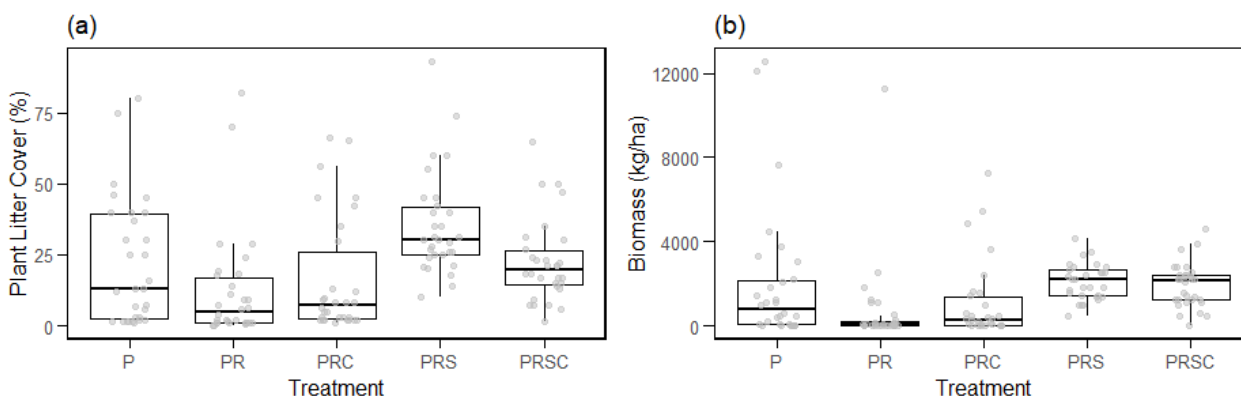 (a)
Plant Litter Cover (%)
75
50
25
0
P PR PRC PRS PRSC
Treatment
(b)
Biomass (kg/ha)
12000
8000
4000
0
P PR PRC PRS PRSC
Treatment